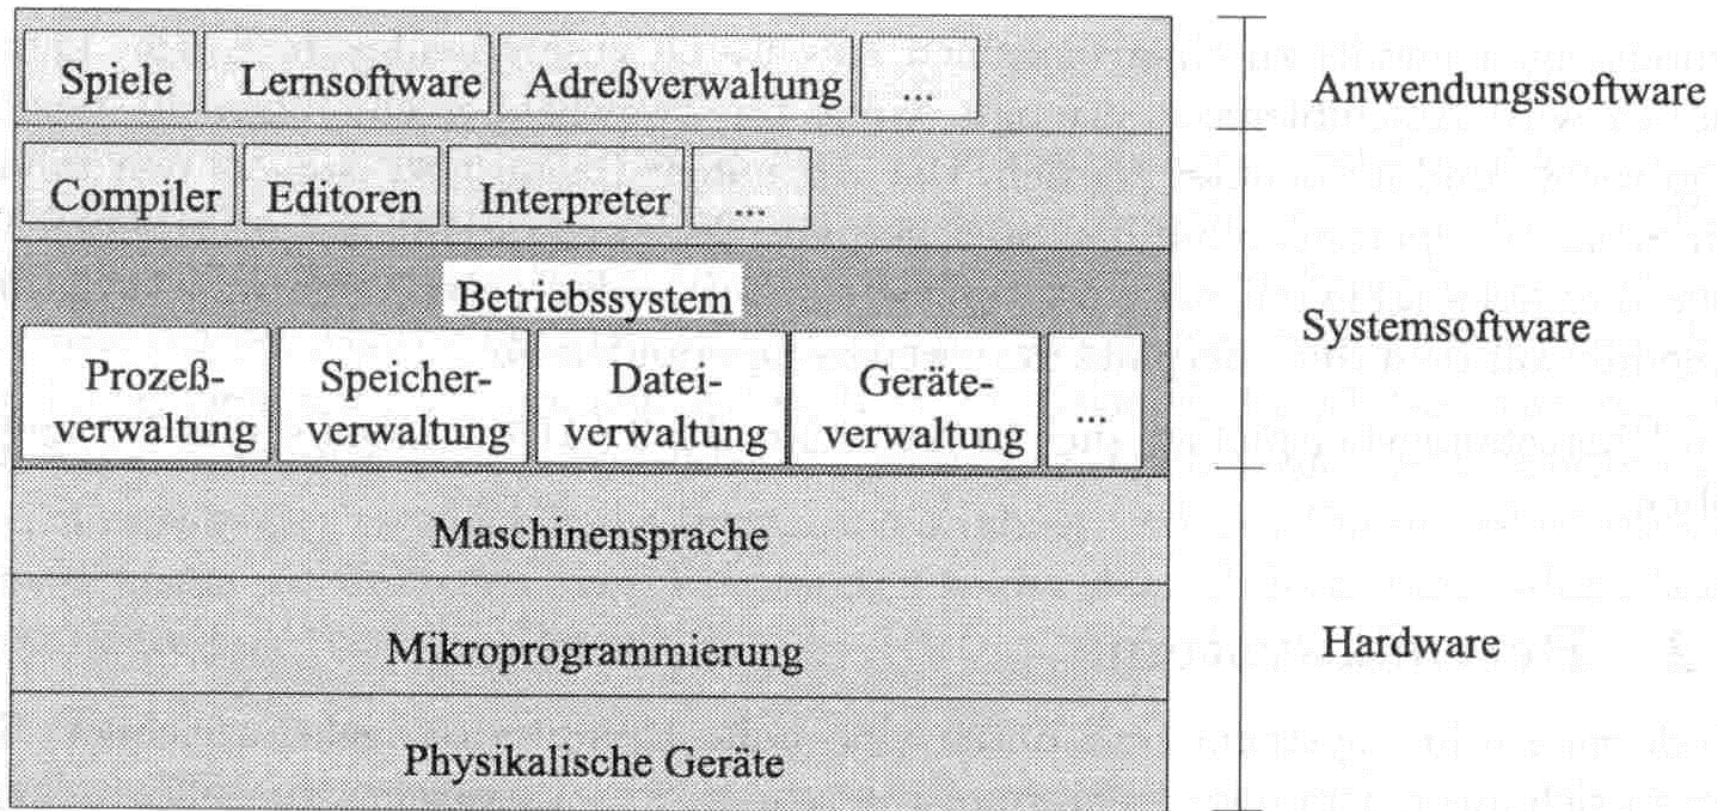 Spiele Lernsoftware Adreßverwaltung ...
Anwendungssoftware
Compiler Editoren Interpreter ...
Betriebssystem
Systemsoftware
Prozeß- Speicher- Datei- Geräte-
verwaltung verwaltung verwaltung verwaltung ...
Maschinensprache
Mikroprogrammierung
Hardware
Physikalische Geräte